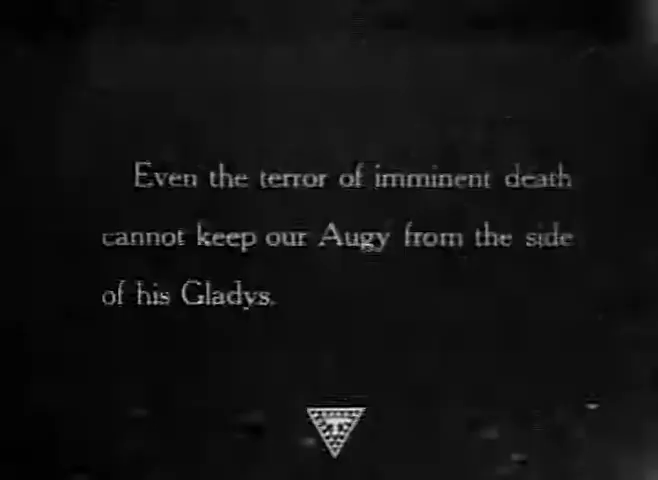 Even the terror of imminent death
cannot keep our Augy from the side
of his Gladys.